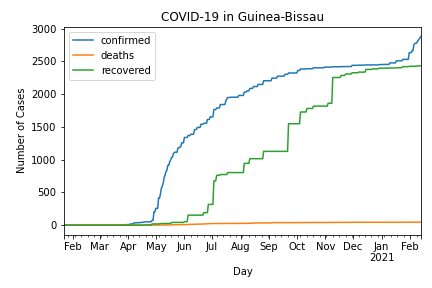 COVID-19 in Guinea-Bissau
confirmed
deaths
recovered
Number of Cases
3000
2500
2000
1500
1000
500
0
Feb Mar Apr May Jun Jul Aug Sep Oct Nov Dec Jan Feb
2021
Day